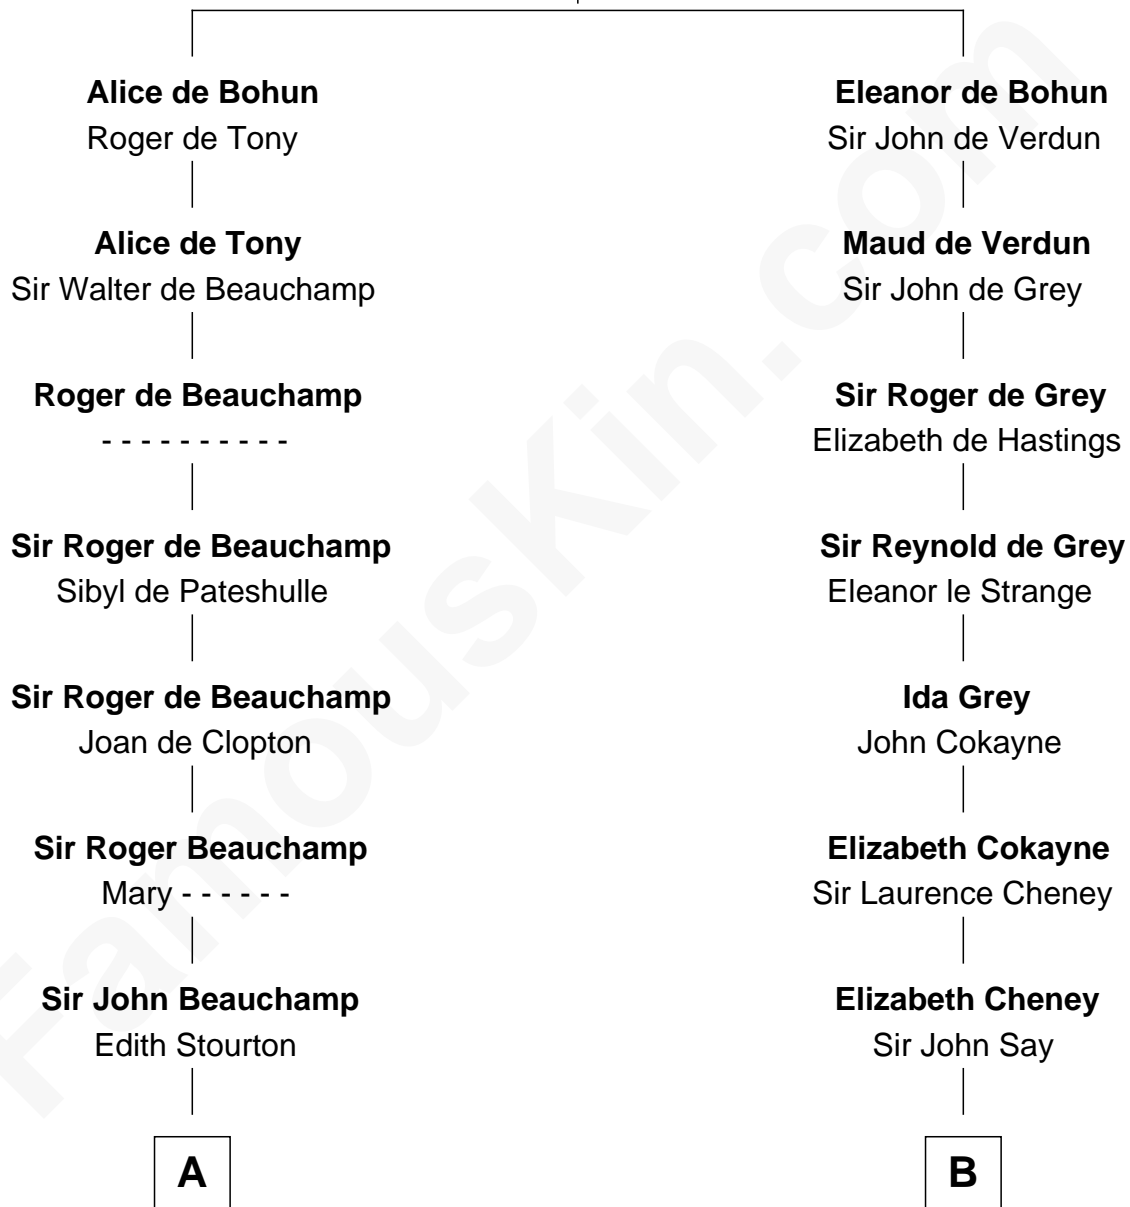 Alice de Bohun
Roger de Tony
Eleanor de Bohun
Sir John de Verdun
Alice de Tony
Sir Walter de Beauchamp
Maud de Verdun
Sir John de Grey
Roger de Beauchamp
- - - - - - - - - -
Sir Roger de Grey
Elizabeth de Hastings
Sir Roger de Beauchamp
Sibyl de Pateshulle
Sir Reynold de Grey
Eleanor le Strange
Sir Roger de Beauchamp
Joan de Clopton
Ida Grey
John Cokayne
Sir Roger Beauchamp
Mary - - - - - -
Elizabeth Cokayne
Sir Laurence Cheney
Sir John Beauchamp
Edith Stourton
Elizabeth Cheney
Sir John Say
A
B
FamousKin.com